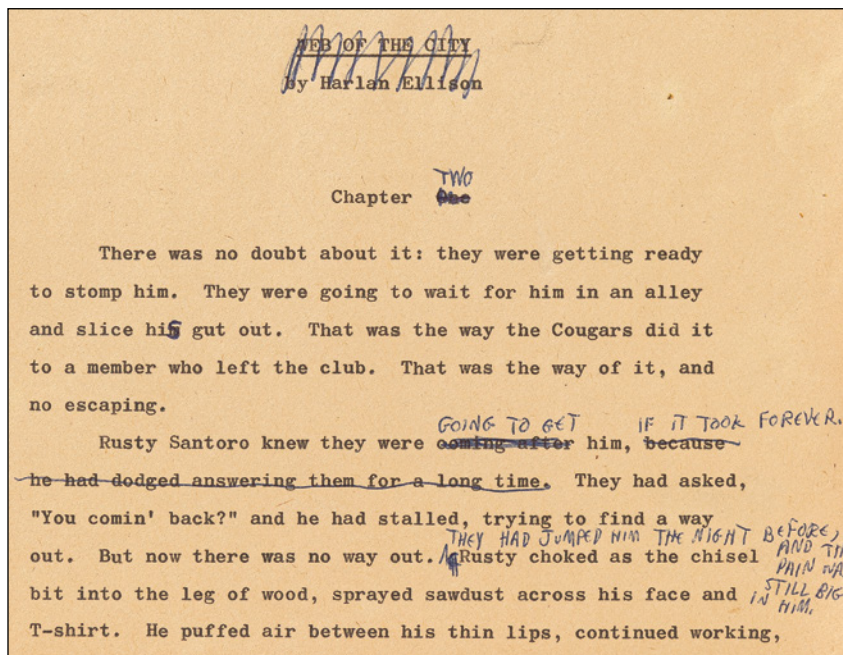 WEB OF THE CITY
by Harlan Ellison
TWO
Chapter One
There was no doubt about it: they were getting ready
to stomp him. They were going to wait for him in an alley
and slice his gut out. That was the way the Cougars did it
to a member who left the club. That was the way of it, and
no escaping.
GOING TO GET IF IT TOOK FOREVER.
Rusty Santoro knew they were coming after him, because
he had dodged answering them for a long time. They had asked,
"You comin' back?" and he had stalled, trying to find a way
THEY HAD JUMPED HIM THE NIGHT BEFORE,
out. But now there was no way out. Rusty choked as the chisel
AND TH
PAIN WA
bit into the leg of wood, sprayed sawdust across his face and
STILL BIG
IN HIM.
T-shirt. He puffed air between his thin lips, continued working,